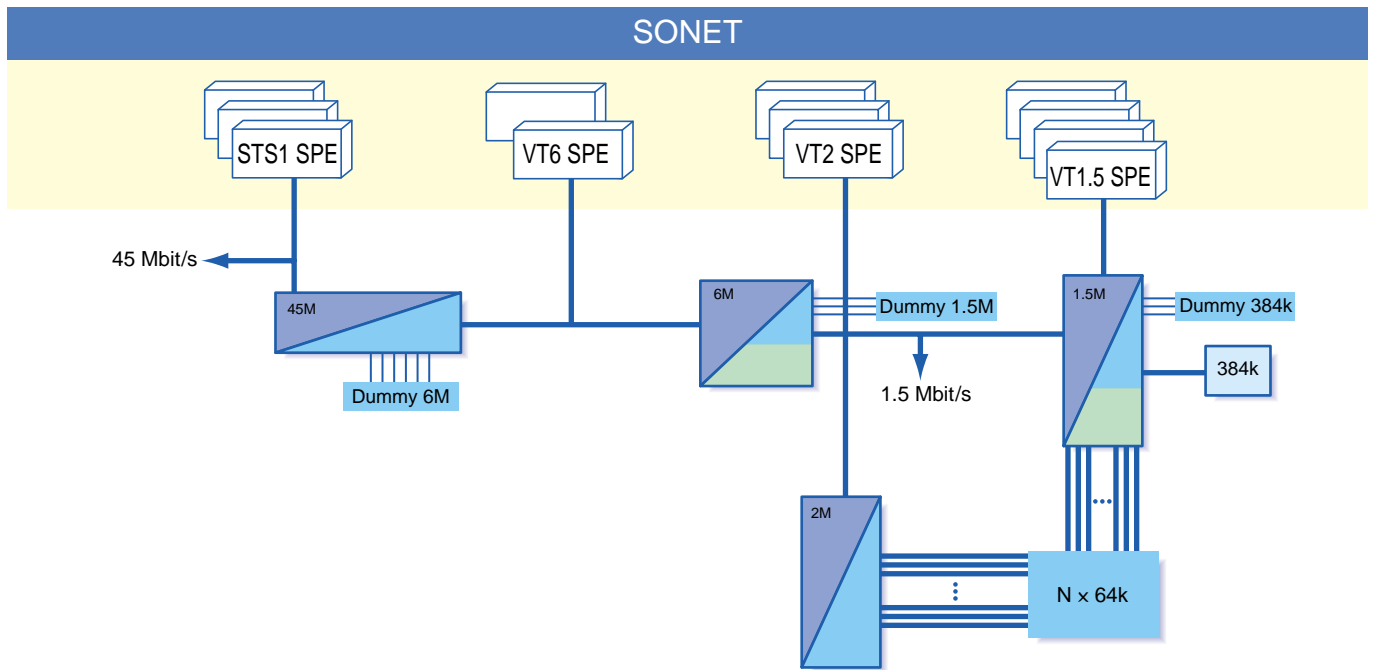 SONET
STS1 SPE
VT6 SPE
VT2 SPE
VT1.5 SPE
45 Mbit/s
45M
6M
1.5M
Dummy 1.5M
Dummy 384k
384k
Dummy 6M
1.5 Mbit/s
2M
N × 64k